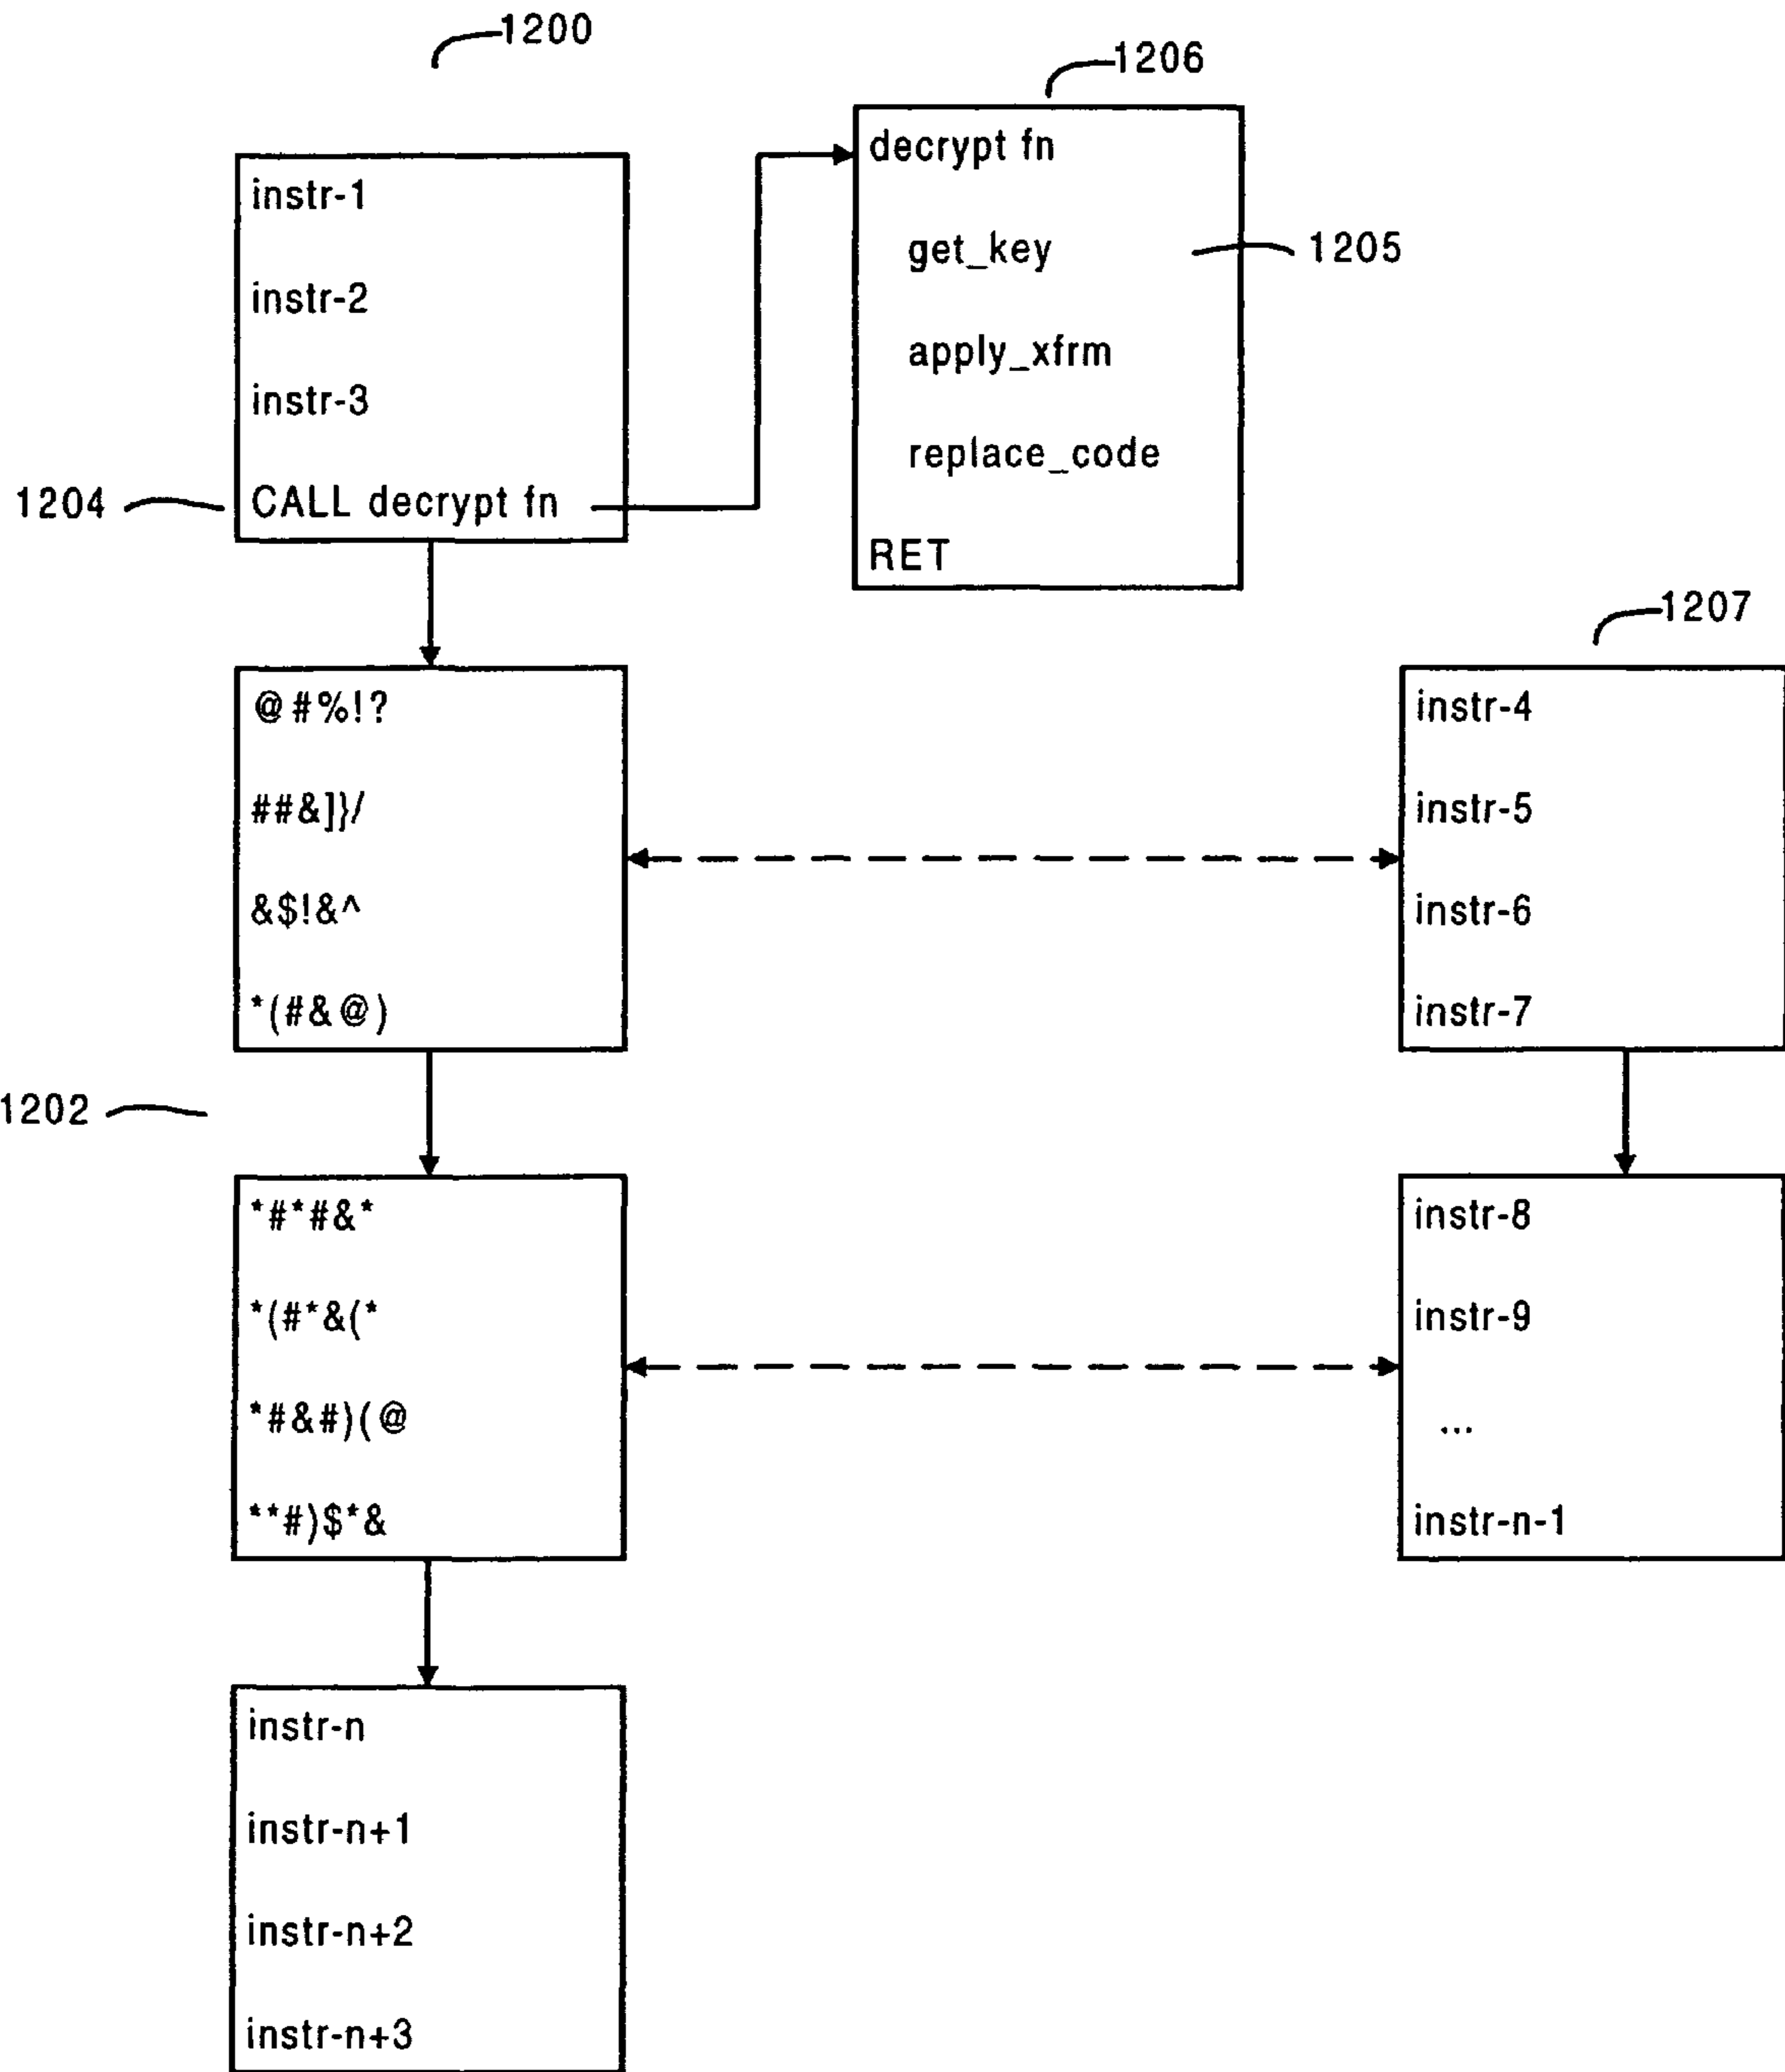 1200
1206
instr-1
instr-2
instr-3
1204
CALL decrypt fn
decrypt fn
get_key
1205
apply_xfrm
replace_code
RET
1207
@#%!?
##&]}/
&$!&^
*(#&@)
instr-4
instr-5
instr-6
instr-7
1202
*#*#&*
*(#*&(*
*#&#)(@
**#)$*&
instr-8
instr-9
...
instr-n-1
instr-n
instr-n+1
instr-n+2
instr-n+3